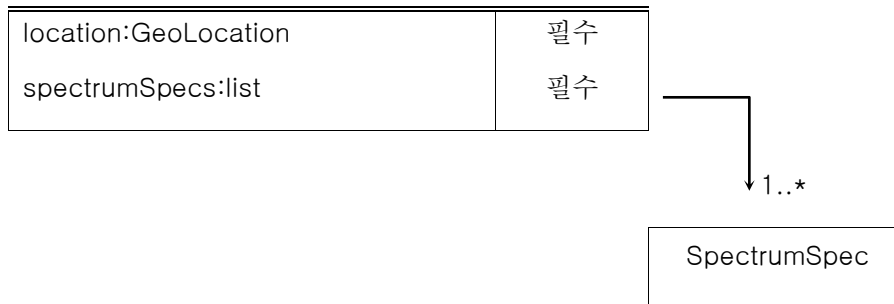 location:GeoLocation 필수
spectrumSpecs:list 필수
1..*
SpectrumSpec